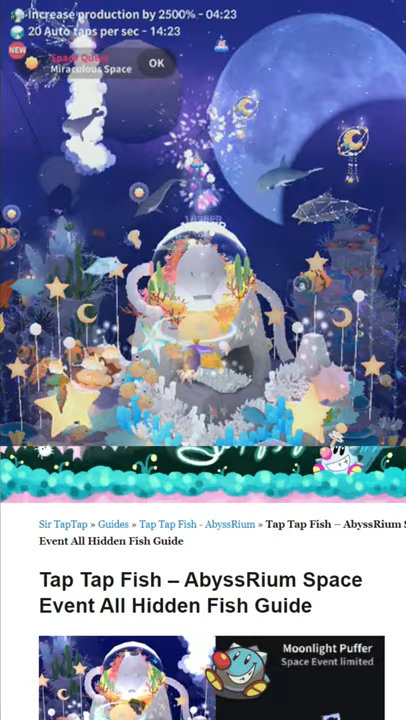 Increase production by 2500% - 04:23
20 Auto taps per sec - 14:23
NEW
Space Quest
Miraculous Space
OK
Sir TapTap » Guides » Tap Tap Fish - AbyssRium » Tap Tap Fish – AbyssRium S
Event All Hidden Fish Guide
Tap Tap Fish – AbyssRium Space
Event All Hidden Fish Guide
Moonlight Puffer
Space Event limited